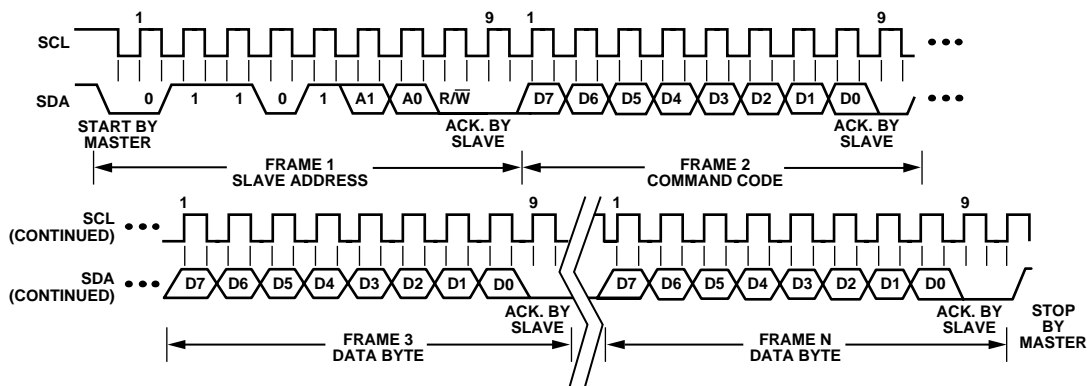 1 9 1 9
SCL
SDA 0 1 1 0 1 A1 A0 R/W̅ D7 D6 D5 D4 D3 D2 D1 D0
START BY MASTER
ACK. BY SLAVE
ACK. BY SLAVE
FRAME 1
SLAVE ADDRESS
FRAME 2
COMMAND CODE
1 9 1 9
SCL
(CONTINUED)
SDA
(CONTINUED)
D7 D6 D5 D4 D3 D2 D1 D0 D7 D6 D5 D4 D3 D2 D1 D0
ACK. BY SLAVE
ACK. BY SLAVE
STOP BY MASTER
FRAME 3
DATA BYTE
FRAME N
DATA BYTE